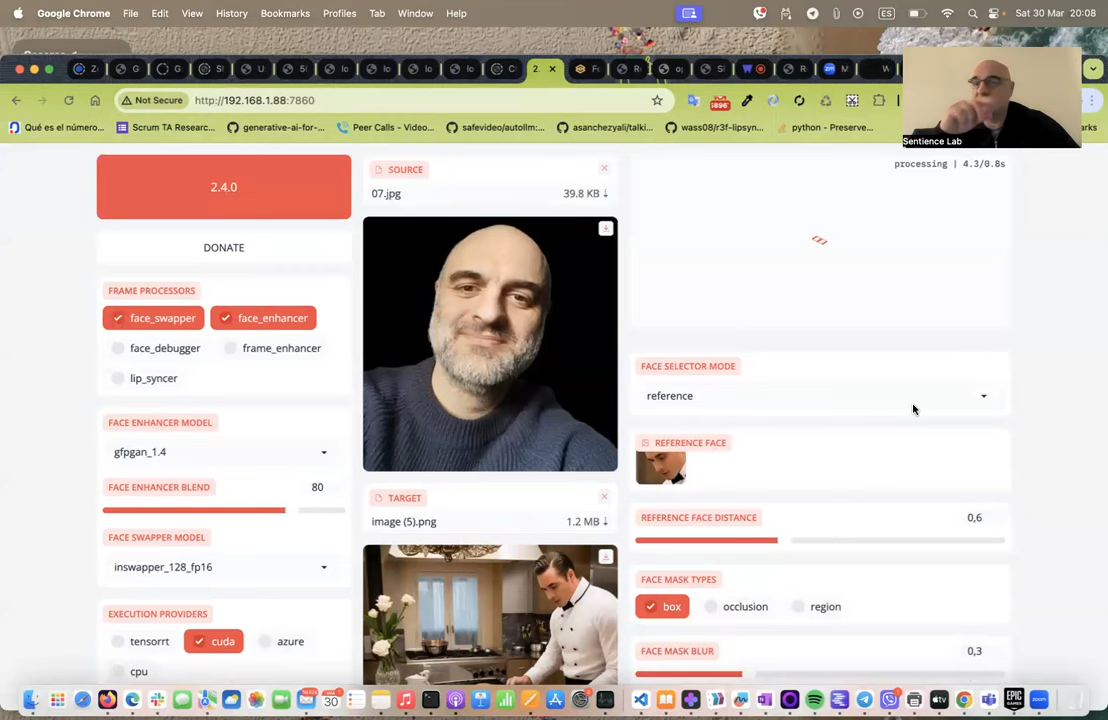 Google Chrome File Edit View History Bookmarks Profiles Tab Window Help
ES
Sat 30 Mar 20:08
Not Secure http://192.168.1.88:7860
Qué es el número...
Scrum TA Researc...
generative-ai-for-...
Peer Calls - Video...
safevideo/autollm:...
asanchezyali/talki...
wass08/r3f-lipsyn...
python - Preserve...
Sentience Lab
2.4.0
DONATE
FRAME PROCESSORS
face_swapper face_enhancer
face_debugger frame_enhancer
lip_syncer
FACE ENHANCER MODEL
gfpgan_1.4
FACE ENHANCER BLEND 80
FACE SWAPPER MODEL
inswapper_128_fp16
EXECUTION PROVIDERS
tensorrt cuda azure
cpu
SOURCE
07.jpg 39.8 KB ↓
TARGET
image (5).png 1.2 MB ↓
processing | 4.3/0.8s
FACE SELECTOR MODE
reference
REFERENCE FACE
REFERENCE FACE DISTANCE 0,6
FACE MASK TYPES
box occlusion region
FACE MASK BLUR 0,3